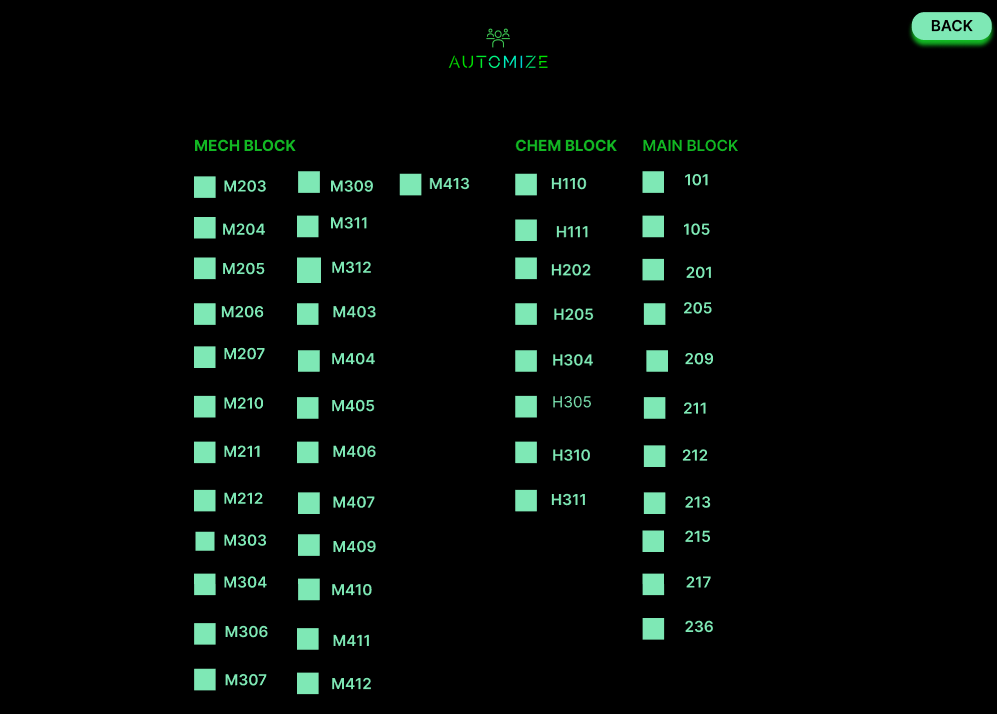 BACK
AUTOMIZE
MECH BLOCK
M203
M204
M205
M206
M207
M210
M211
M212
M303
M304
M306
M307
M309
M311
M312
M403
M404
M405
M406
M407
M409
M410
M411
M412
M413
CHEM BLOCK
H110
H111
H202
H205
H304
H305
H310
H311
MAIN BLOCK
101
105
201
205
209
211
212
213
215
217
236